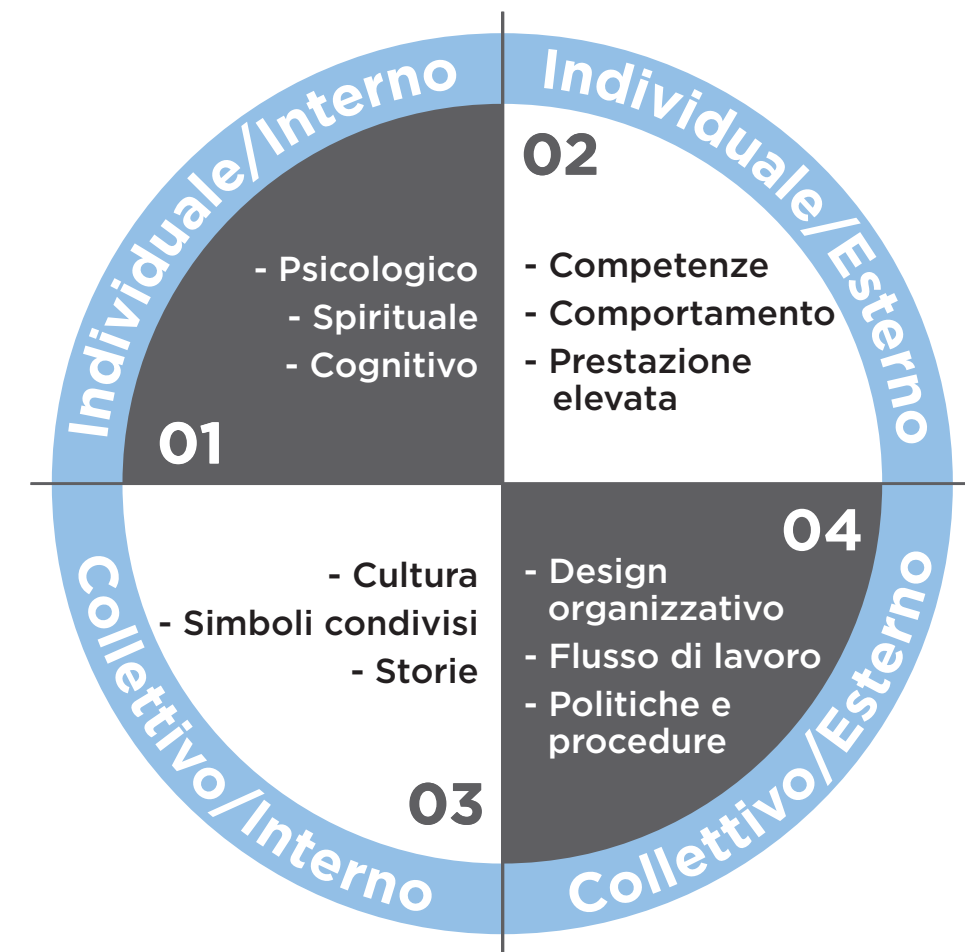 Individuale/Interno
- Psicologico
- Spirituale
- Cognitivo
01
Individuale/Esterno
02
- Competenze
- Comportamento
- Prestazione
elevata
Collettivo/Interno
- Cultura
- Simboli condivisi
- Storie
03
Collettivo/Esterno
04
- Design
organizzativo
- Flusso di lavoro
- Politiche e
procedure